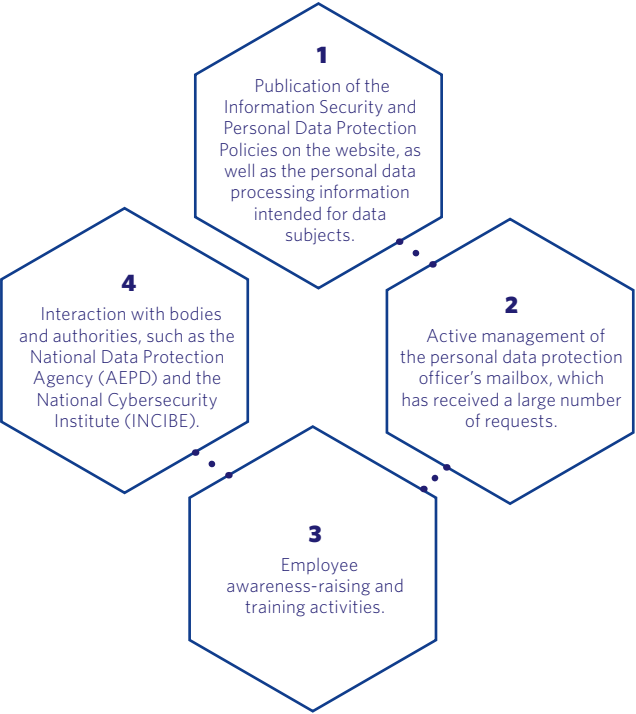 1
Publication of the
Information Security and
Personal Data Protection
Policies on the website, as
well as the personal data
processing information
intended for data
subjects.
2
Active management of
the personal data protection
officer's mailbox, which
has received a large number
of requests.
3
Employee
awareness-raising and
training activities.
4
Interaction with bodies
and authorities, such as the
National Data Protection
Agency (AEPD) and the
National Cybersecurity
Institute (INCIBE).